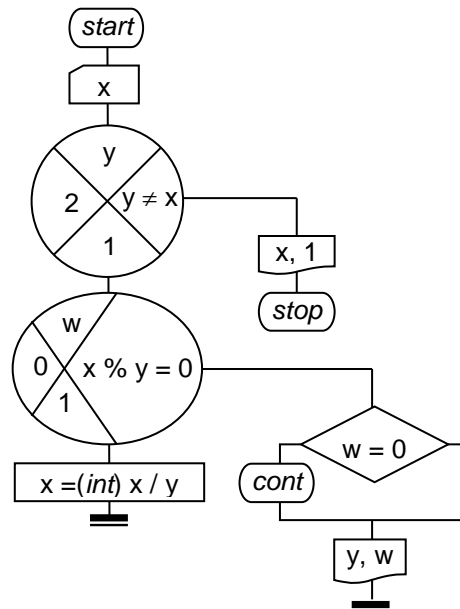 start
x
y
2
y ≠ x
1
x, 1
stop
w
0
x % y = 0
1
w = 0
x =(int) x / y
cont
y, w